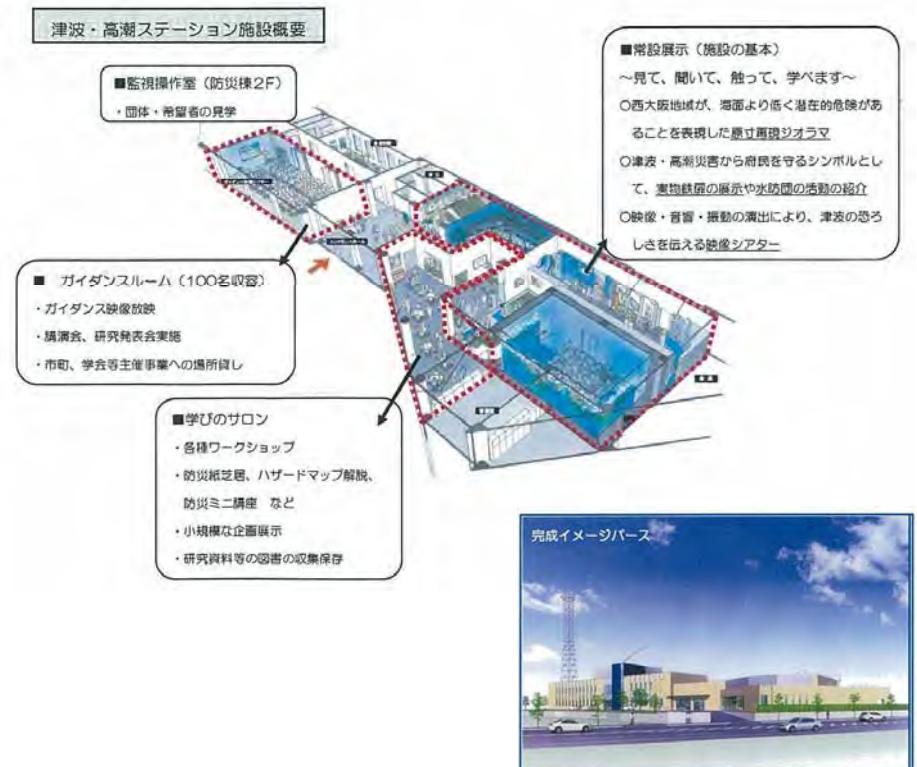 津波・高潮ステーション施設概要
■監視操作室（防災棟2F）
・団体・希望者の見学
■常設展示（施設の基本）
～見て、聞いて、触って、学べます～
○西大阪地域が、海面より低く潜在的危険があ
ることを表現した原寸再現ジオラマ
○津波・高潮災害から府民を守るシンボルとし
て、実物鉄扉の展示や水防団の活動の紹介
○映像・音響・振動の演出により、津波の恐ろ
しさを伝える映像シアター
■ ガイダンスルーム（100名収容）
・ガイダンス映像放映
・講演会、研究発表会実施
・市町、学会等主催事業への場所貸し
■学びのサロン
・各種ワークショップ
・防災紙芝居、ハザードマップ解説、
防災ミニ講座　など
・小規模な企画展示
・研究資料等の図書の収集保存
完成イメージパース